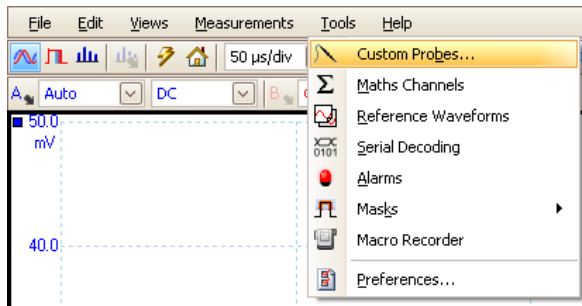 File Edit Views Measurements Tools Help
50 µs/div
Custom Probes...
A Auto DC B
Maths Channels
50.0
mV
Reference Waveforms
0101 Serial Decoding
Alarms
Masks
40.0
Macro Recorder
Preferences...